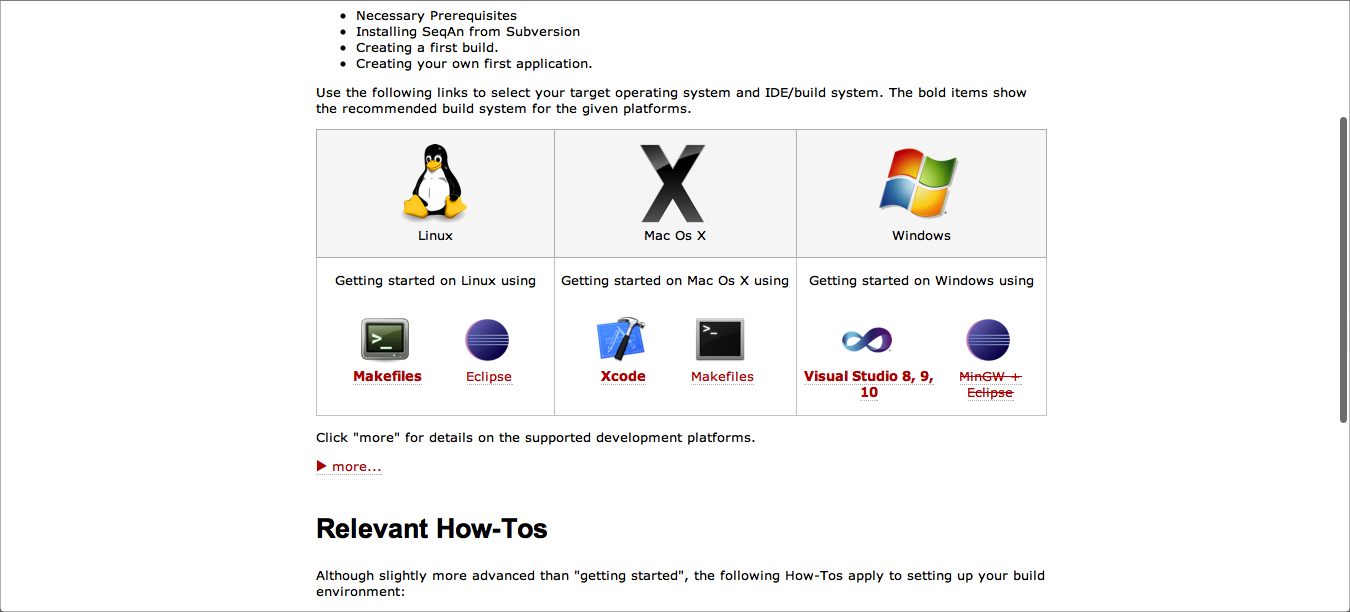 Necessary Prerequisites
Installing SeqAn from Subversion
Creating a first build.
Creating your own first application.
Use the following links to select your target operating system and IDE/build system. The bold items show
the recommended build system for the given platforms.
Linux
Mac Os X
Windows
Getting started on Linux using
Getting started on Mac Os X using
Getting started on Windows using
Makefiles
Eclipse
Xcode
Makefiles
Visual Studio 8, 9,
10
MinGW +
Eclipse
Click "more" for details on the supported development platforms.
more...
Relevant How-Tos
Although slightly more advanced than "getting started", the following How-Tos apply to setting up your build
environment: